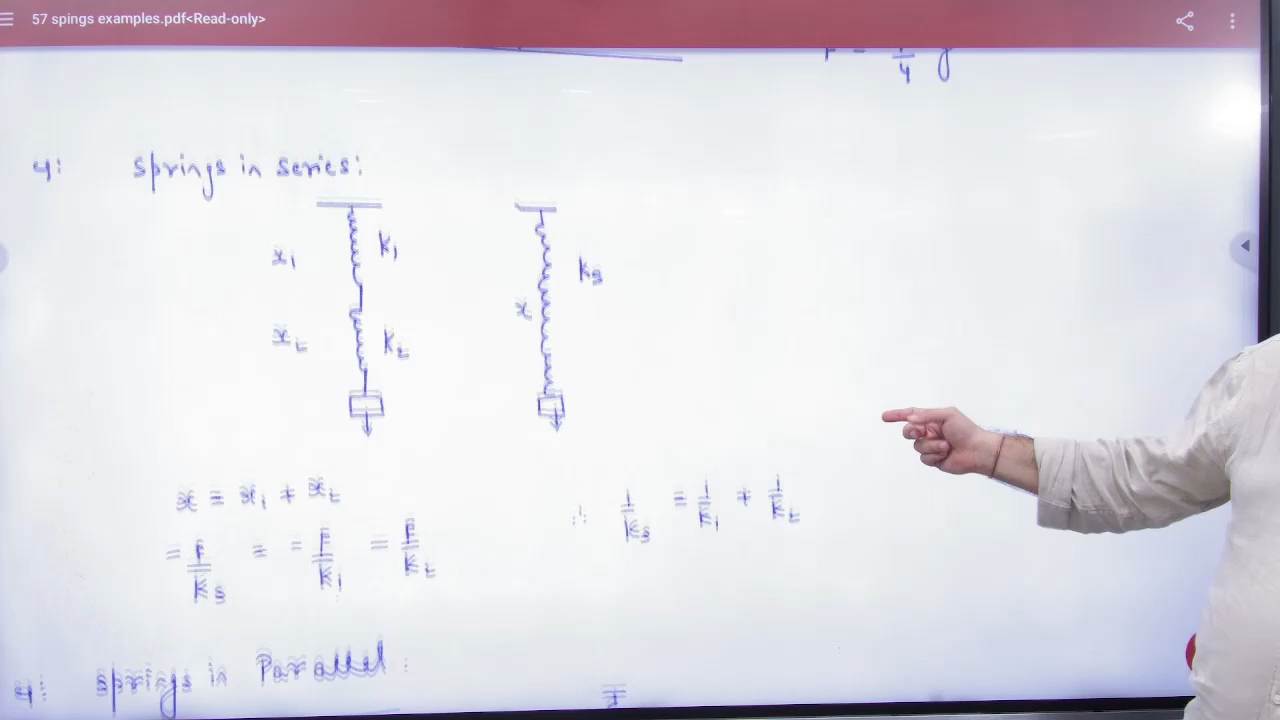 57 spings examples.pdf<Read-only>
4: Springs in series:
x₁ K₁
x₂ K₂
x Ks
x = x₁ + x₂
= F/Ks = = F/K₁ = F/K₂
∴ 1/Ks = 1/K₁ + 1/K₂
4: springs in Parallel: